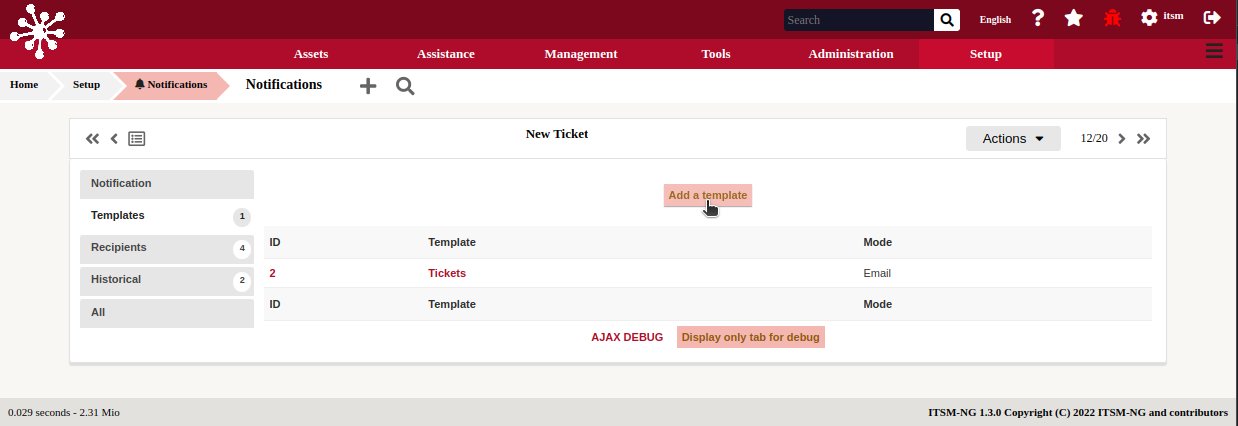 Search
English
itsm
Assets Assistance Management Tools Administration Setup
Home Setup Notifications Notifications
New Ticket
Actions
12/20
Notification
Templates 1
Recipients 4
Historical 2
All
Add a template
ID Template Mode
2 Tickets Email
ID Template Mode
AJAX DEBUG Display only tab for debug
0.029 seconds - 2.31 Mio
ITSM-NG 1.3.0 Copyright (C) 2022 ITSM-NG and contributors